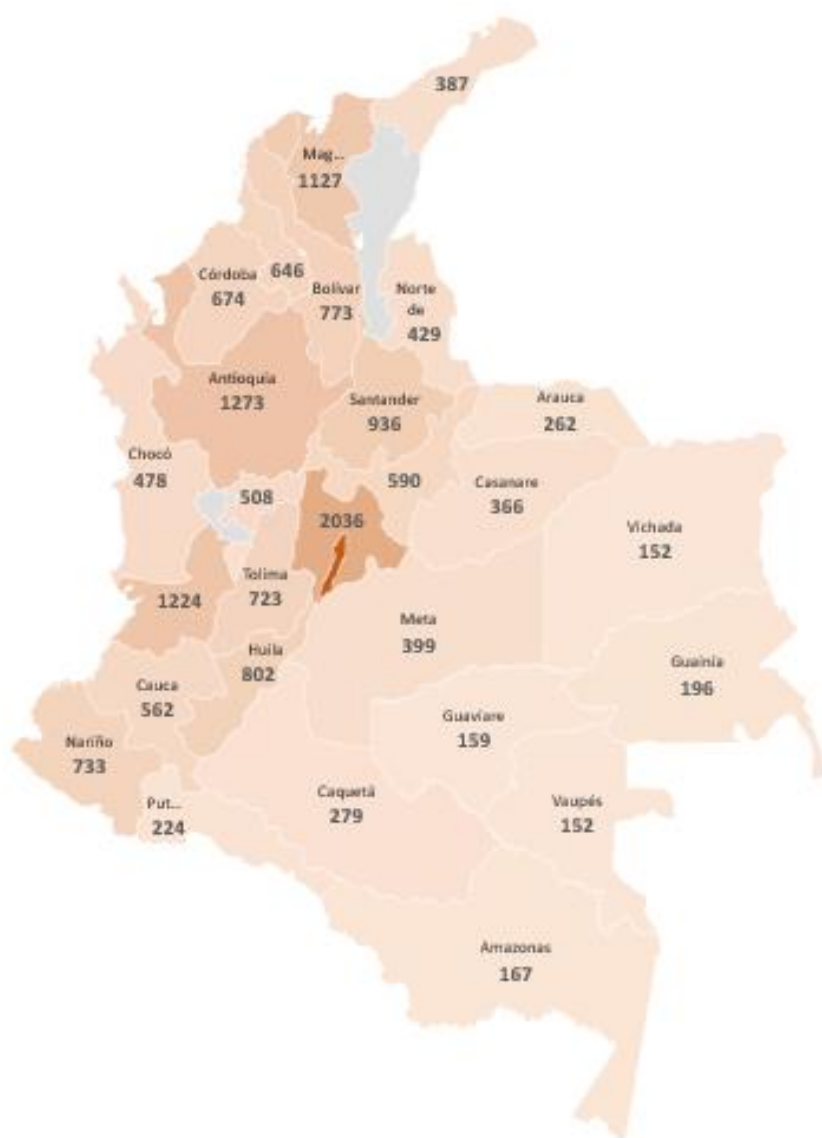 387
Mag...
1127
Córdoba
674
646
Bolívar
773
Norte
de
429
Antioquia
1273
Santander
936
Arauca
262
Chocó
478
508
2036
590
Casanare
366
Vichada
152
1224
Tolima
723
Meta
399
Huila
802
Guainía
196
Cauca
562
Guaviare
159
Nariño
733
Put...
224
Caquetá
279
Vaupés
152
Amazonas
167